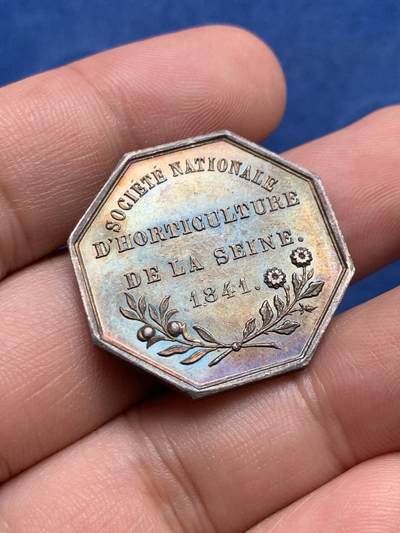 SOCIÉTÉ NATIONALE
D'HORTICULTURE
DE LA SEINE.
1841.